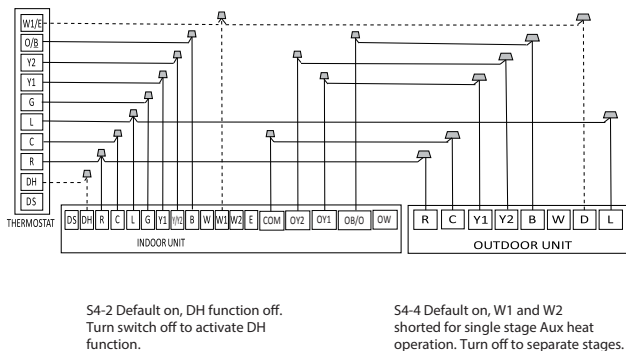 W1/E
O/B
Y2
Y1
G
L
C
R
DH
DS
THERMOSTAT
DS DH R C L G Y1 Y/Y2 B W W1 W2 E COM OY2 OY1 OB/O OW
INDOOR UNIT
R C Y1 Y2 B W D L
OUTDOOR UNIT
S4-2 Default on, DH function off.
Turn switch off to activate DH
function.
S4-4 Default on, W1 and W2
shorted for single stage Aux heat
operation. Turn off to separate stages.